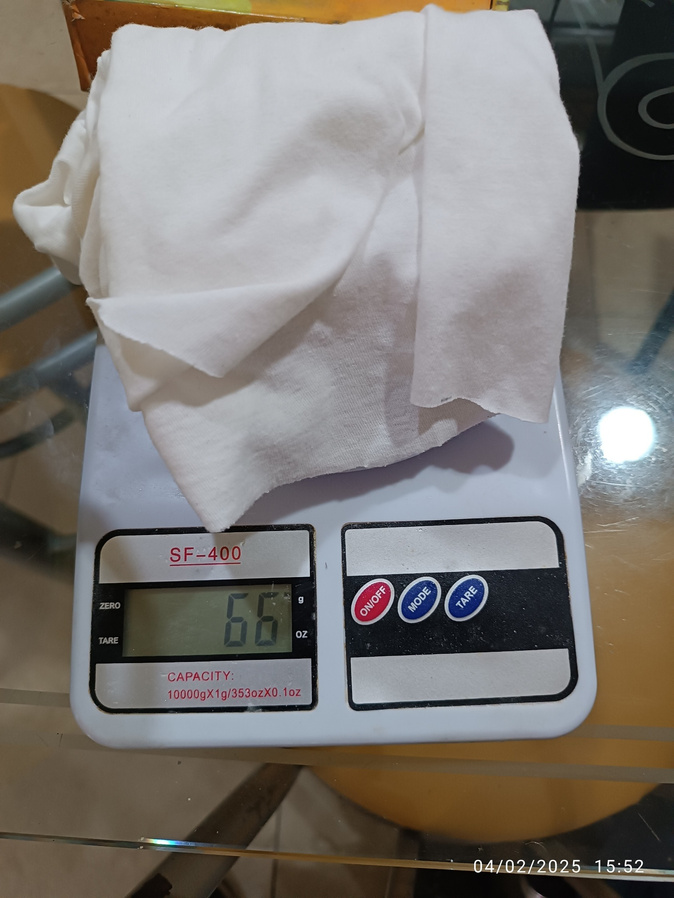 SF-400
ZERO
TARE
66
g
OZ
CAPACITY:
10000gX1g/353ozX0.1oz
ON/OFF
MODE
TARE
04/02/2025 15:52